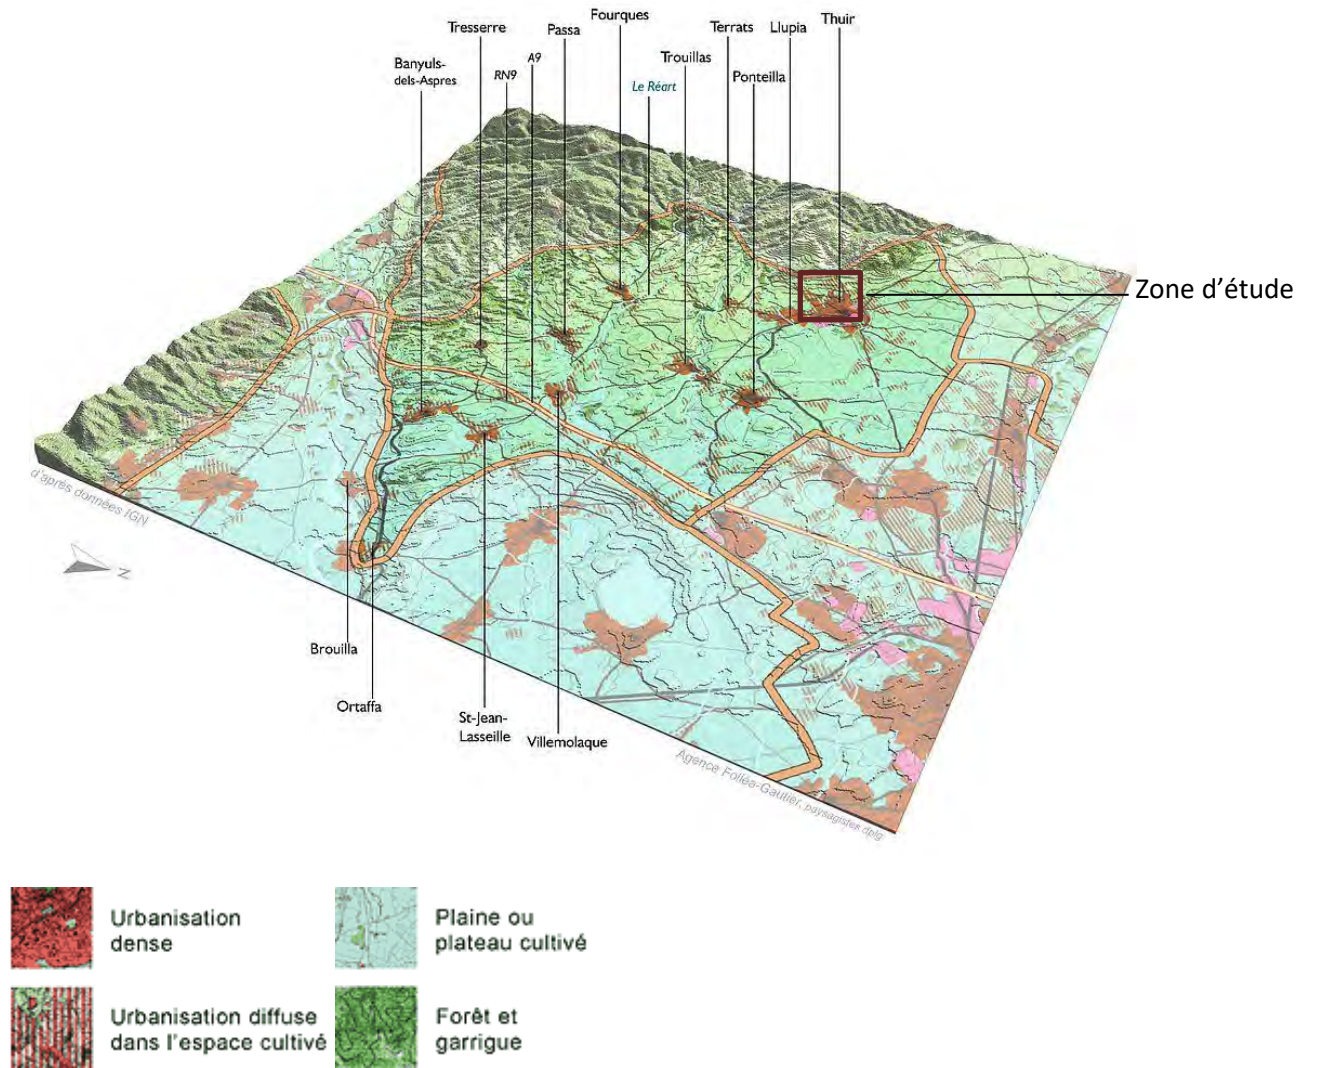 Thuir
Fourques
Tresserre
Passa
Terrats
Llupia
A9
Trouillas
Banyuls-
dels-Aspres
RN9
Ponteilla
Le Réart
Zone d’étude
d'après données IGN
N
Brouilla
Ortaffa
St-Jean-
Lasseille
Villemolaque
Agence Folléa-Gautier, paysagistes dplg
Urbanisation
dense
Plaine ou
plateau cultivé
Urbanisation diffuse
dans l'espace cultivé
Forêt et
garrigue